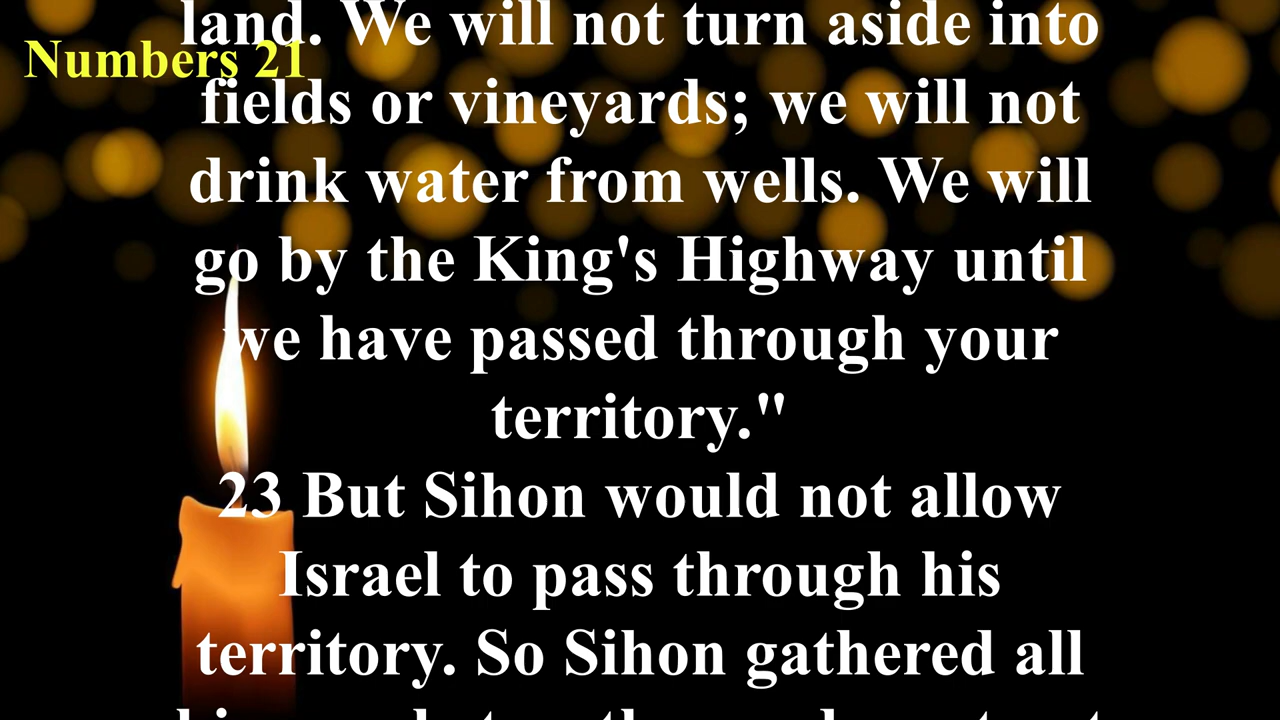 Numbers 21
land. We will not turn aside into
fields or vineyards; we will not
drink water from wells. We will
go by the King's Highway until
we have passed through your
territory."
23 But Sihon would not allow
Israel to pass through his
territory. So Sihon gathered all